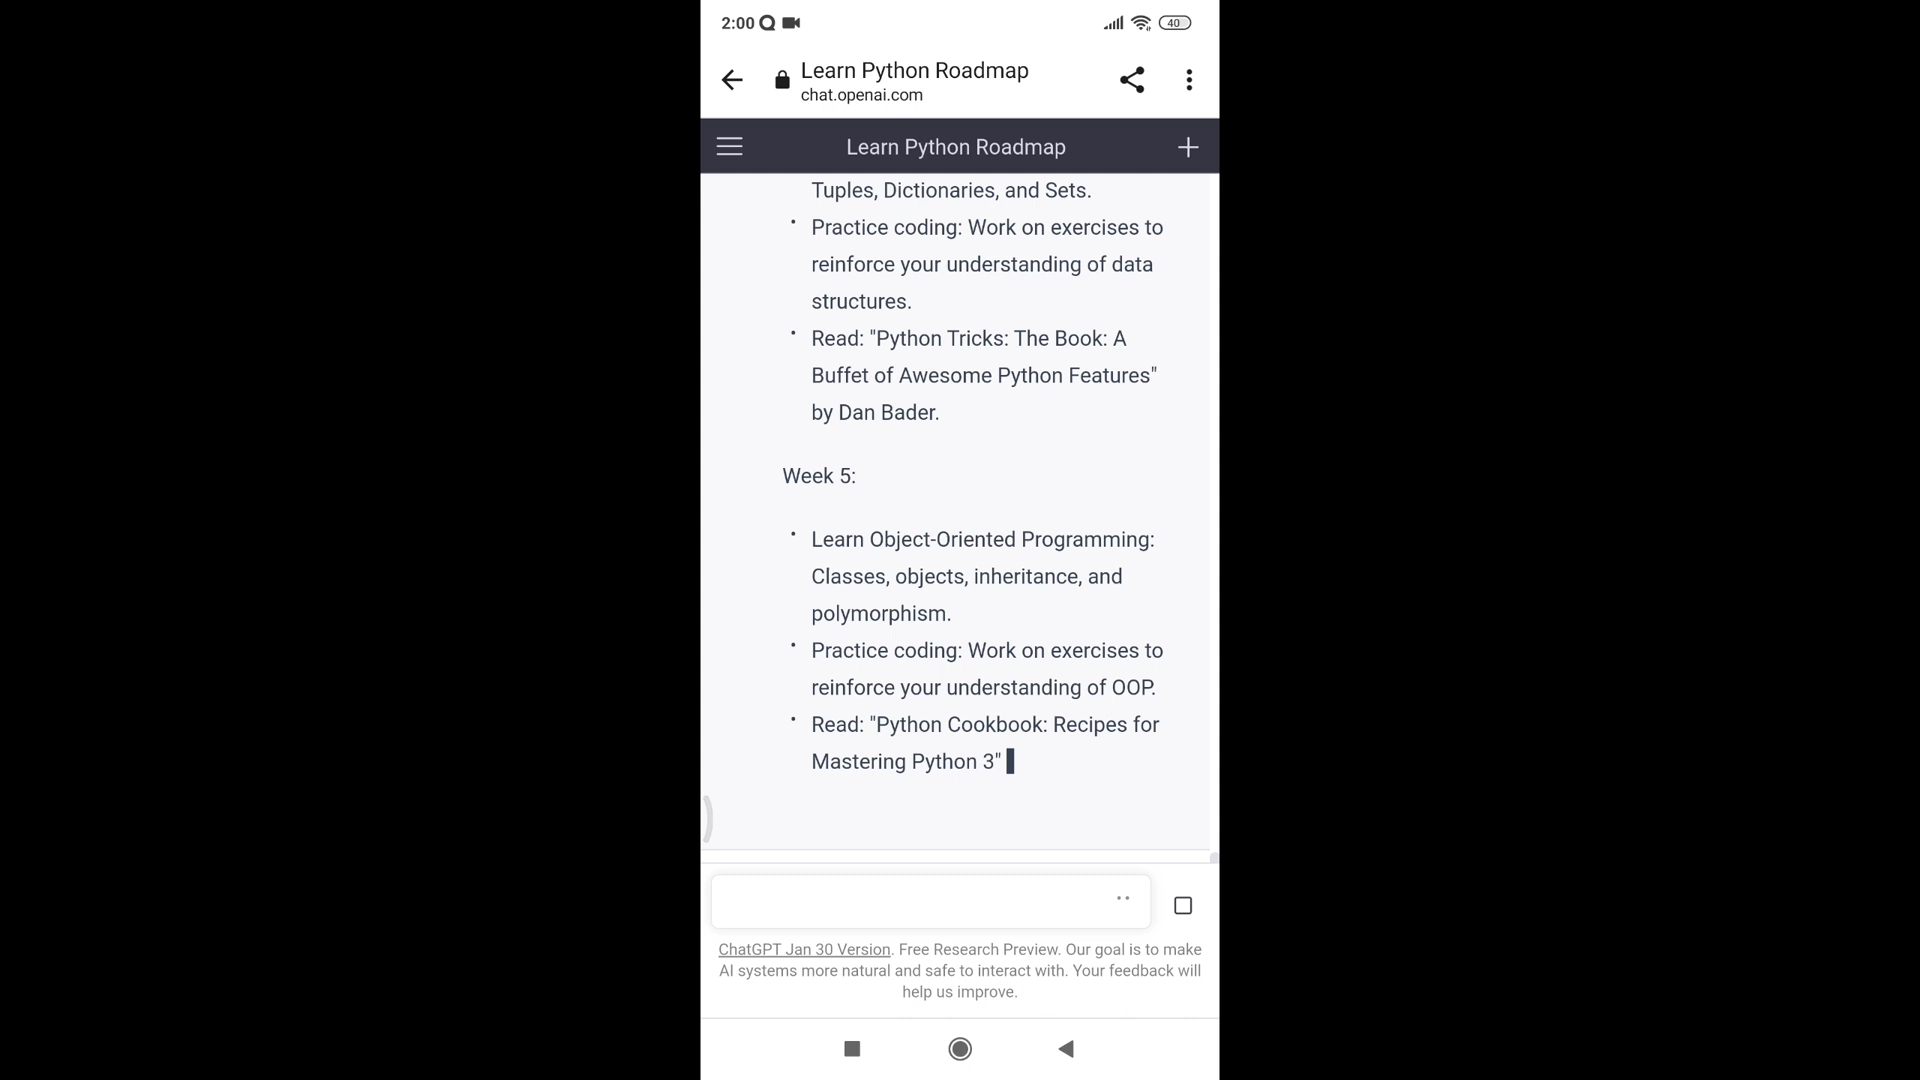 2:00
40
Learn Python Roadmap
chat.openai.com
Learn Python Roadmap
Tuples, Dictionaries, and Sets.
Practice coding: Work on exercises to
reinforce your understanding of data
structures.
Read: "Python Tricks: The Book: A
Buffet of Awesome Python Features"
by Dan Bader.
Week 5:
Learn Object-Oriented Programming:
Classes, objects, inheritance, and
polymorphism.
Practice coding: Work on exercises to
reinforce your understanding of OOP.
Read: "Python Cookbook: Recipes for
Mastering Python 3"
ChatGPT Jan 30 Version. Free Research Preview. Our goal is to make
AI systems more natural and safe to interact with. Your feedback will
help us improve.